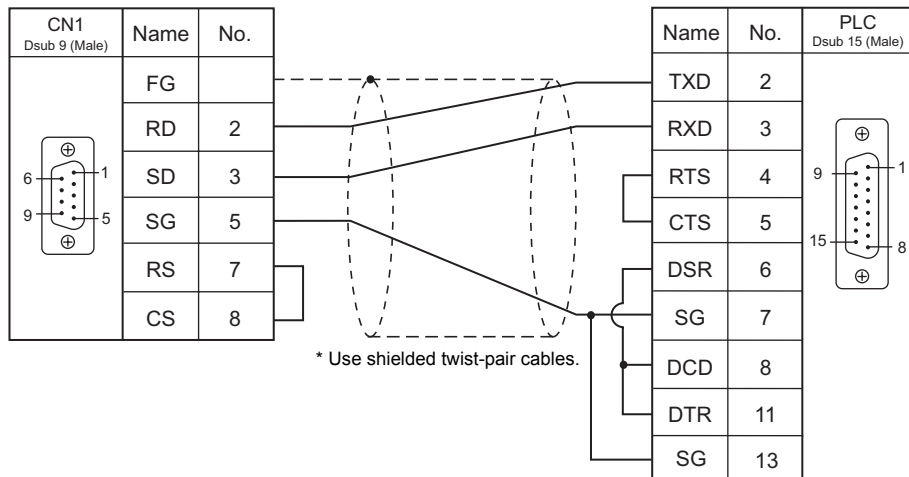 CN1
Dsub 9 (Male)
Name No.
FG
RD 2
SD 3
SG 5
RS 7
CS 8
6
1
9
5
* Use shielded twist-pair cables.
Name No.
PLC
Dsub 15 (Male)
TXD 2
RXD 3
RTS 4
CTS 5
DSR 6
SG 7
DCD 8
DTR 11
SG 13
9
1
15
8